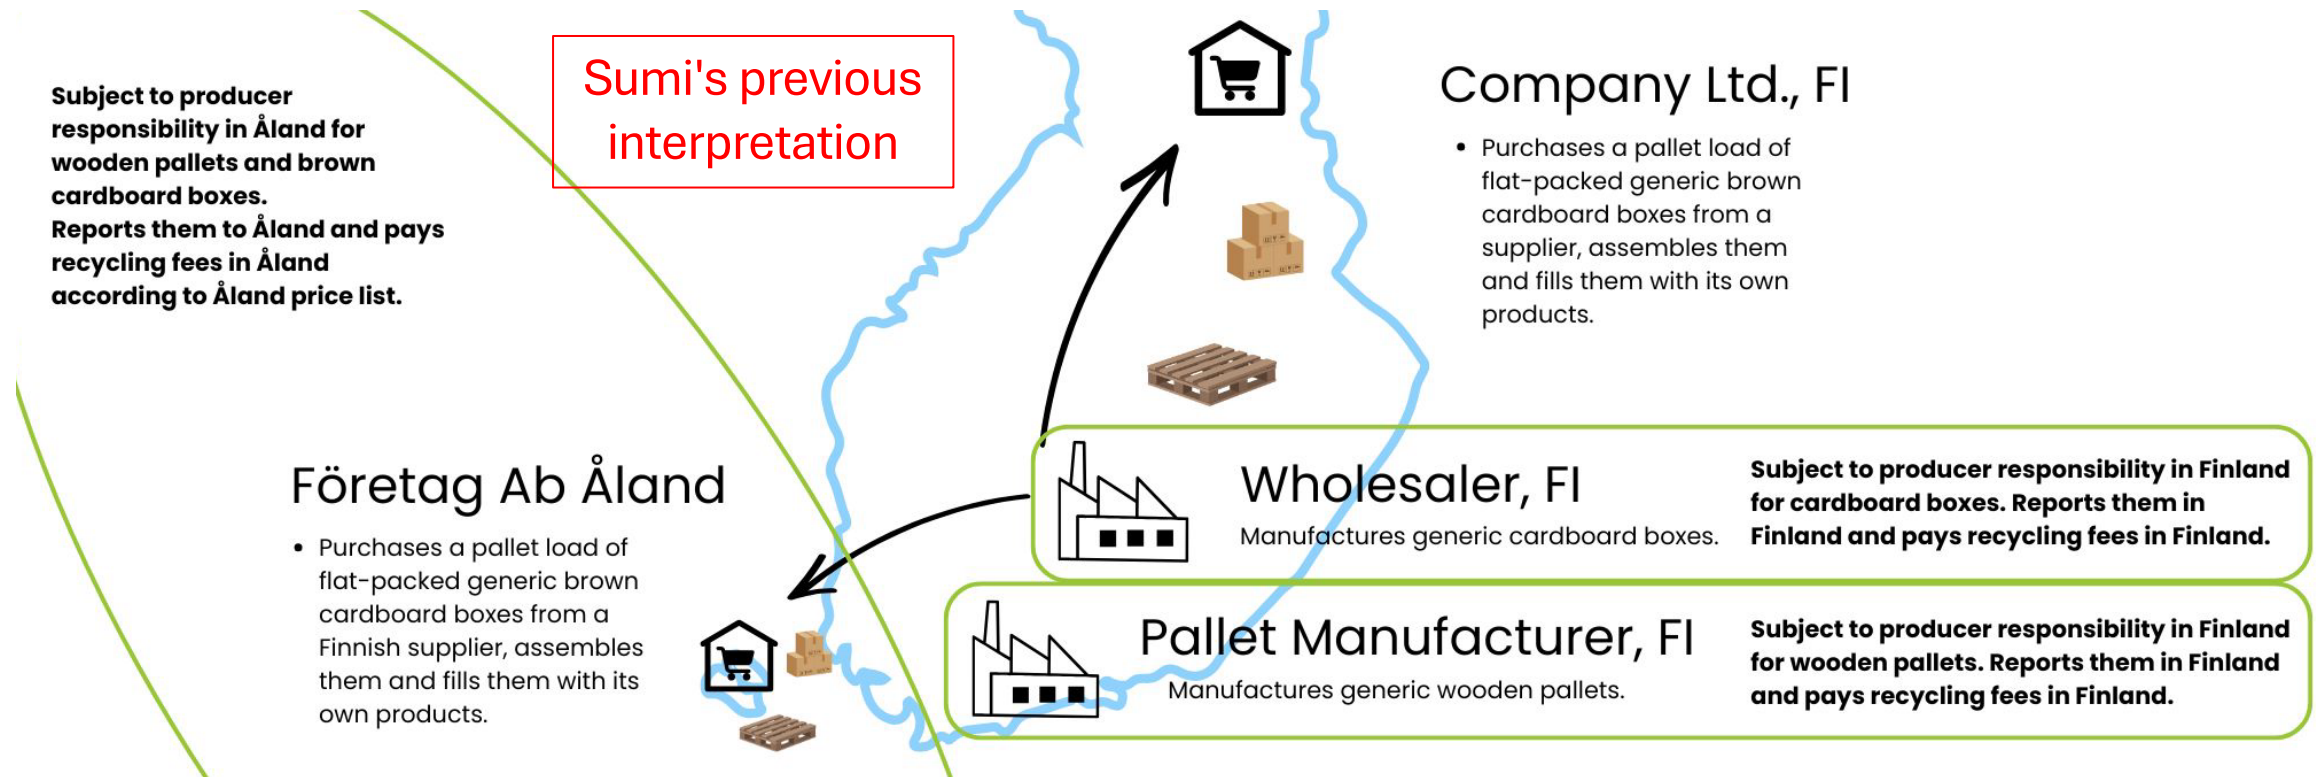 Subject to producer
responsibility in Åland for
wooden pallets and brown
cardboard boxes.
Reports them to Åland and pays
recycling fees in Åland
according to Åland price list.
Sumi's previous
interpretation
Company Ltd., FI
• Purchases a pallet load of
flat-packed generic brown
cardboard boxes from a
supplier, assembles them
and fills them with its own
products.
Företag Ab Åland
• Purchases a pallet load of
flat-packed generic brown
cardboard boxes from a
Finnish supplier, assembles
them and fills them with its
own products.
Wholesaler, FI
Manufactures generic cardboard boxes.
Subject to producer responsibility in Finland
for cardboard boxes. Reports them in
Finland and pays recycling fees in Finland.
Pallet Manufacturer, FI
Manufactures generic wooden pallets.
Subject to producer responsibility in Finland
for wooden pallets. Reports them in Finland
and pays recycling fees in Finland.